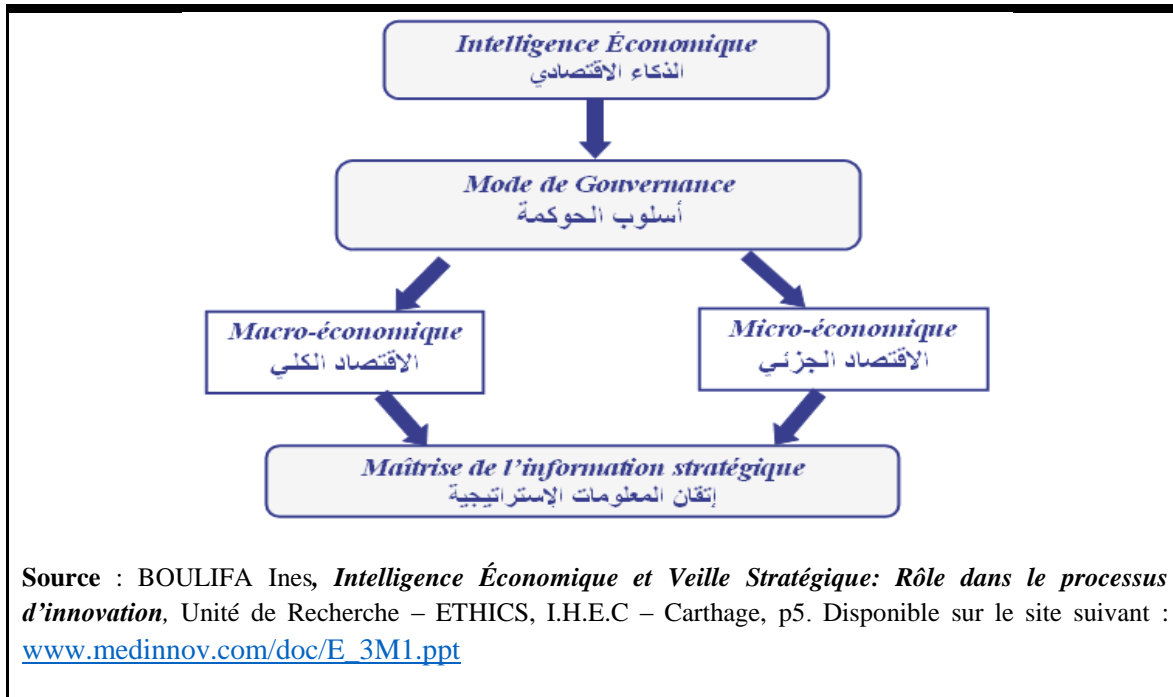 Intelligence Économique
الذكاء الاقتصادي
Mode de Gouvernance
أسلوب الحوكمة
Macro-économique
الاقتصاد الكلي
Micro-économique
الاقتصاد الجزئي
Maîtrise de l’information stratégique
إتقان المعلومات الإستراتيجية
Source : BOULIFA Ines, Intelligence Économique et Veille Stratégique: Rôle dans le processus
d’innovation, Unité de Recherche – ETHICS, I.H.E.C – Carthage, p5. Disponible sur le site suivant :
www.medinnov.com/doc/E_3M1.ppt